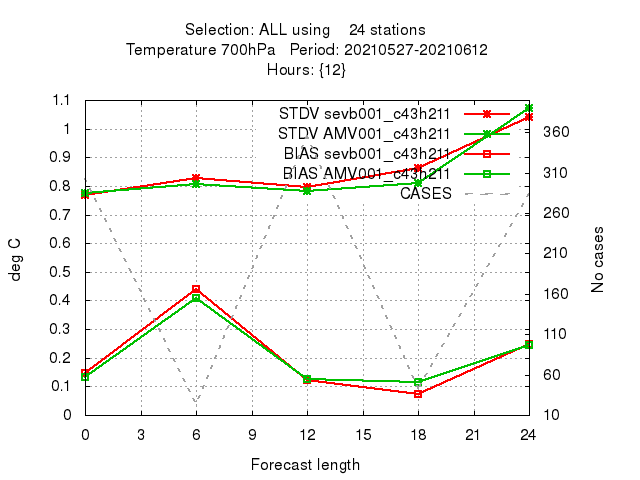 Selection: ALL using    24 stations
Temperature 700hPa   Period: 20210527-20210612
Hours: {12}
STDV sevb001_c43h211
STDV AMV001_c43h211
BIAS sevb001_c43h211
BIAS AMV001_c43h211
CASES
1.1
1
0.9
0.8
0.7
0.6
0.5
0.4
0.3
0.2
0.1
0
deg C
360
310
260
210
160
110
60
10
No cases
0 3 6 9 12 15 18 21 24
Forecast length